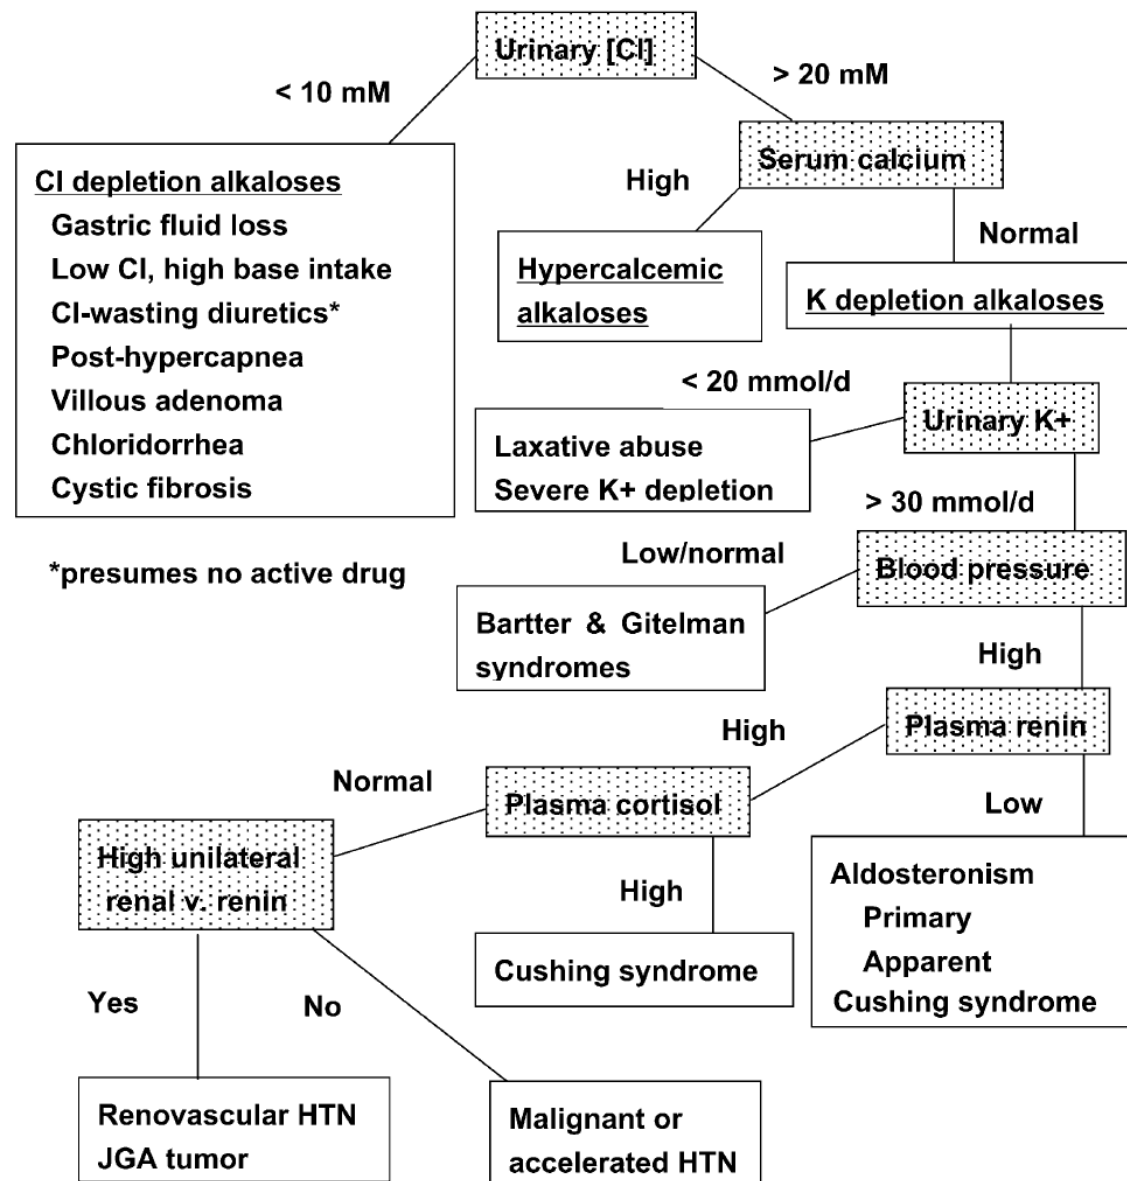 Urinary [Cl]
< 10 mM
> 20 mM
Serum calcium
High
Normal
Cl depletion alkaloses
Gastric fluid loss
Low Cl, high base intake
Cl-wasting diuretics*
Post-hypercapnea
Villous adenoma
Chloridorrhea
Cystic fibrosis
*presumes no active drug
Hypercalcemic
alkaloses
K depletion alkaloses
< 20 mmol/d
Urinary K+
Laxative abuse
Severe K+ depletion
> 30 mmol/d
Low/normal
Blood pressure
Bartter & Gitelman
syndromes
High
Plasma renin
High
Low
Normal
Plasma cortisol
High unilateral
renal v. renin
High
Aldosteronism
Primary
Apparent
Cushing syndrome
Cushing syndrome
Yes
No
Renovascular HTN
JGA tumor
Malignant or
accelerated HTN